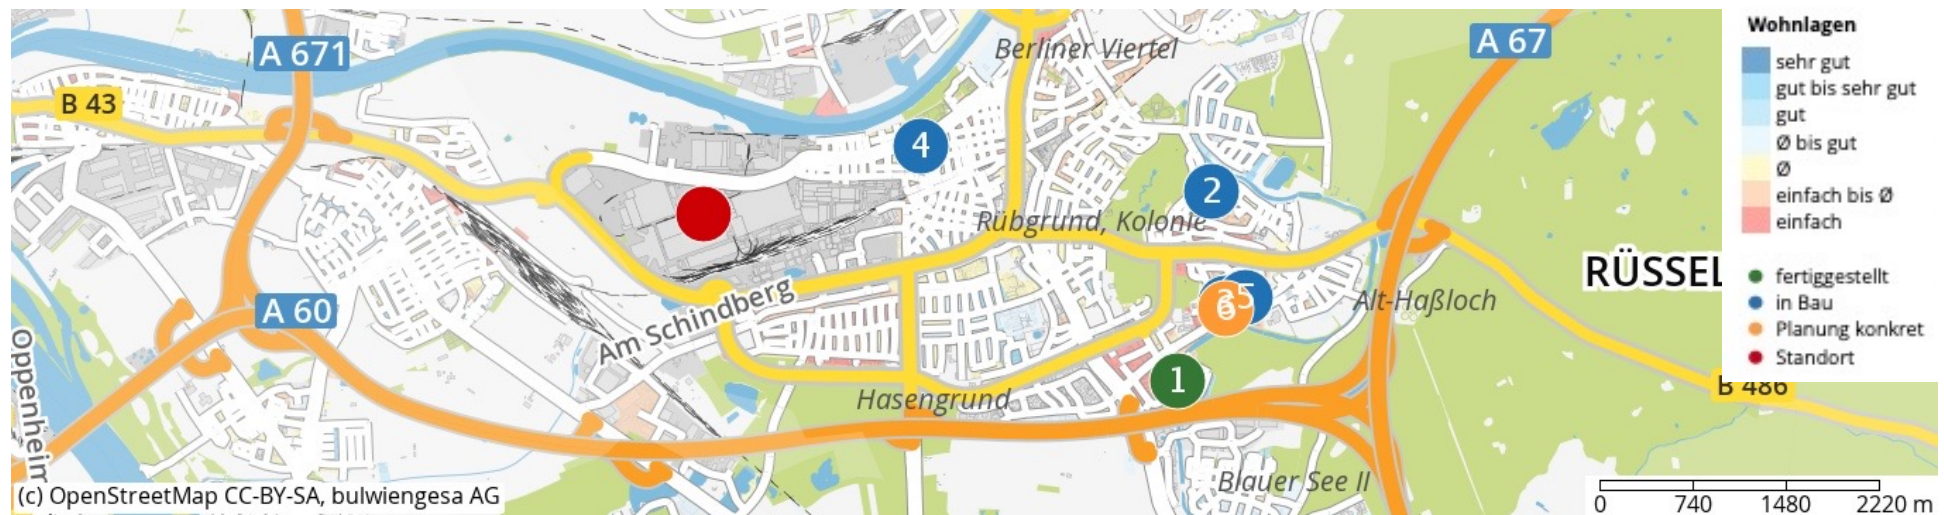 A 671
B 43
Berliner Viertel
A 67
4
2
Rübgrund, Kolonie
RÜSSEL
A 60
5
6
Alt-Haßloch
Am Schindberg
1
Hasengrund
B 486
Oppenheim
Blauer See II
(c) OpenStreetMap CC-BY-SA, bulwiengesa AG
0 740 1480 2220 m
Wohnlagen
sehr gut
gut bis sehr gut
gut
Ø bis gut
Ø
einfach bis Ø
einfach
fertiggestellt
in Bau
Planung konkret
Standort